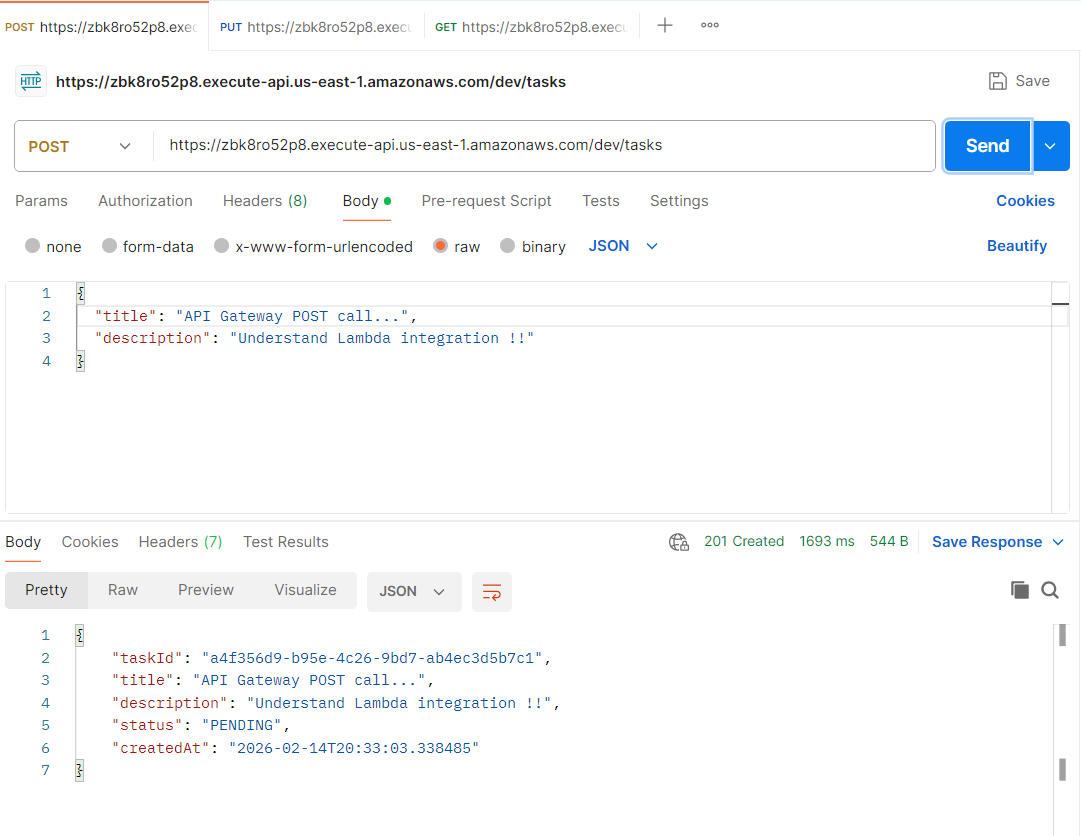 POST https://zbk8ro52p8.exec PUT https://zbk8ro52p8.execu GET https://zbk8ro52p8.execu
HTTP https://zbk8ro52p8.execute-api.us-east-1.amazonaws.com/dev/tasks Save
POST https://zbk8ro52p8.execute-api.us-east-1.amazonaws.com/dev/tasks Send
Params Authorization Headers (8) Body Pre-request Script Tests Settings Cookies
none form-data x-www-form-urlencoded raw binary JSON Beautify
1 {
2 "title": "API Gateway POST call...",
3 "description": "Understand Lambda integration !!"
4 }
Body Cookies Headers (7) Test Results 201 Created 1693 ms 544 B Save Response
Pretty Raw Preview Visualize JSON
1 {
2 "taskId": "a4f356d9-b95e-4c26-9bd7-ab4ec3d5b7c1",
3 "title": "API Gateway POST call...",
4 "description": "Understand Lambda integration !!",
5 "status": "PENDING",
6 "createdAt": "2026-02-14T20:33:03.338485"
7 }